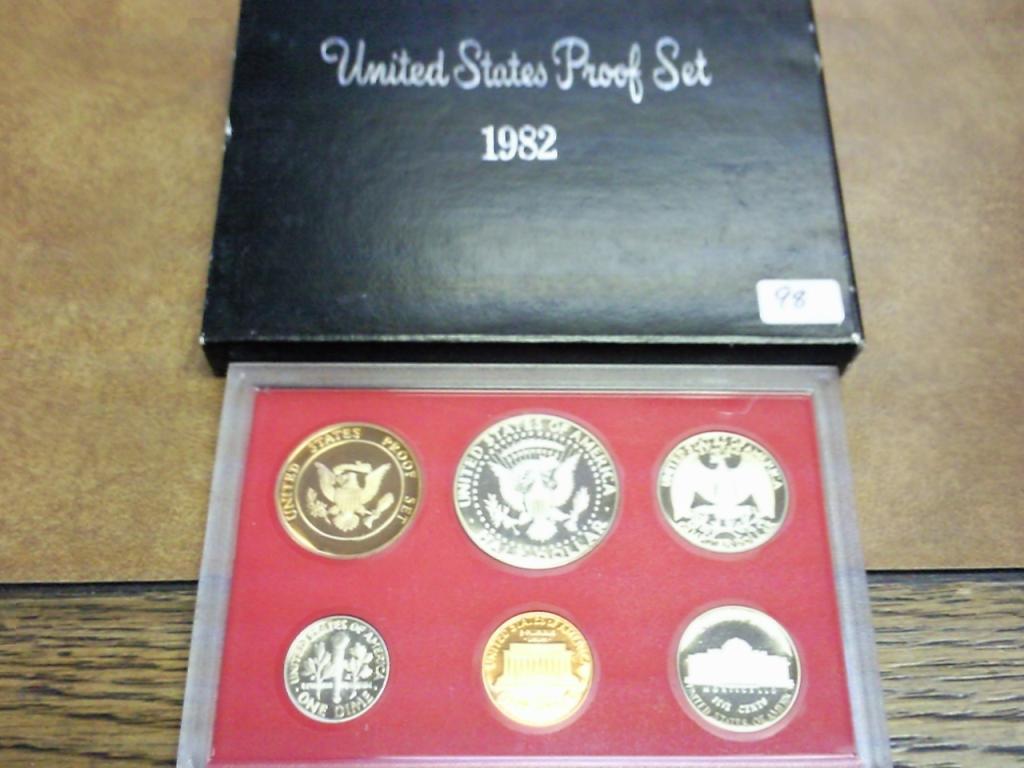 United States Proof Set
1982
98
UNITED STATES PROOF SET
UNITED STATES OF AMERICA
HALF DOLLAR
UNITED STATES OF AMERICA
ONE DIME
UNITED STATES OF AMERICA
MONTICELLO
FIVE CENTS
UNITED STATES OF AMERICA